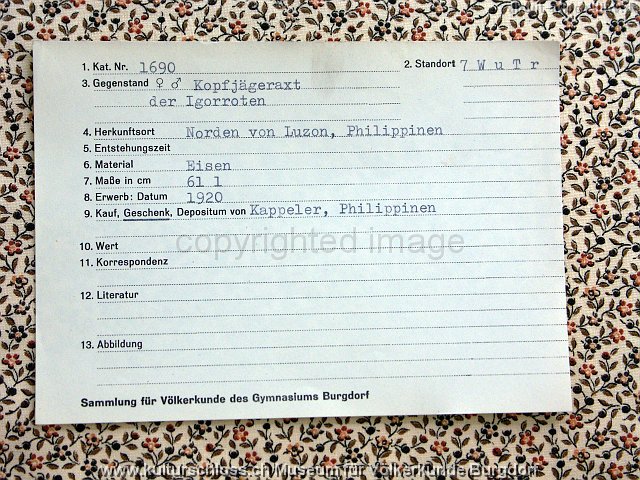 1. Kat. Nr. 1690 2. Standort 7 W u T r
3. Gegenstand ♀ ♂ Kopfjägeraxt
der Igorroten
4. Herkunftsort Norden von Luzon, Philippinen
5. Entstehungszeit
6. Material Eisen
7. Maße in cm 61 l
8. Erwerb: Datum 1920
9. Kauf, Geschenk, Depositum von Kappeler, Philippinen
copyrighted image
10. Wert
11. Korrespondenz
12. Literatur
13. Abbildung
Sammlung für Völkerkunde des Gymnasiums Burgdorf
www.kulturschloss.ch/Museum für Völkerkunde Burgdorf